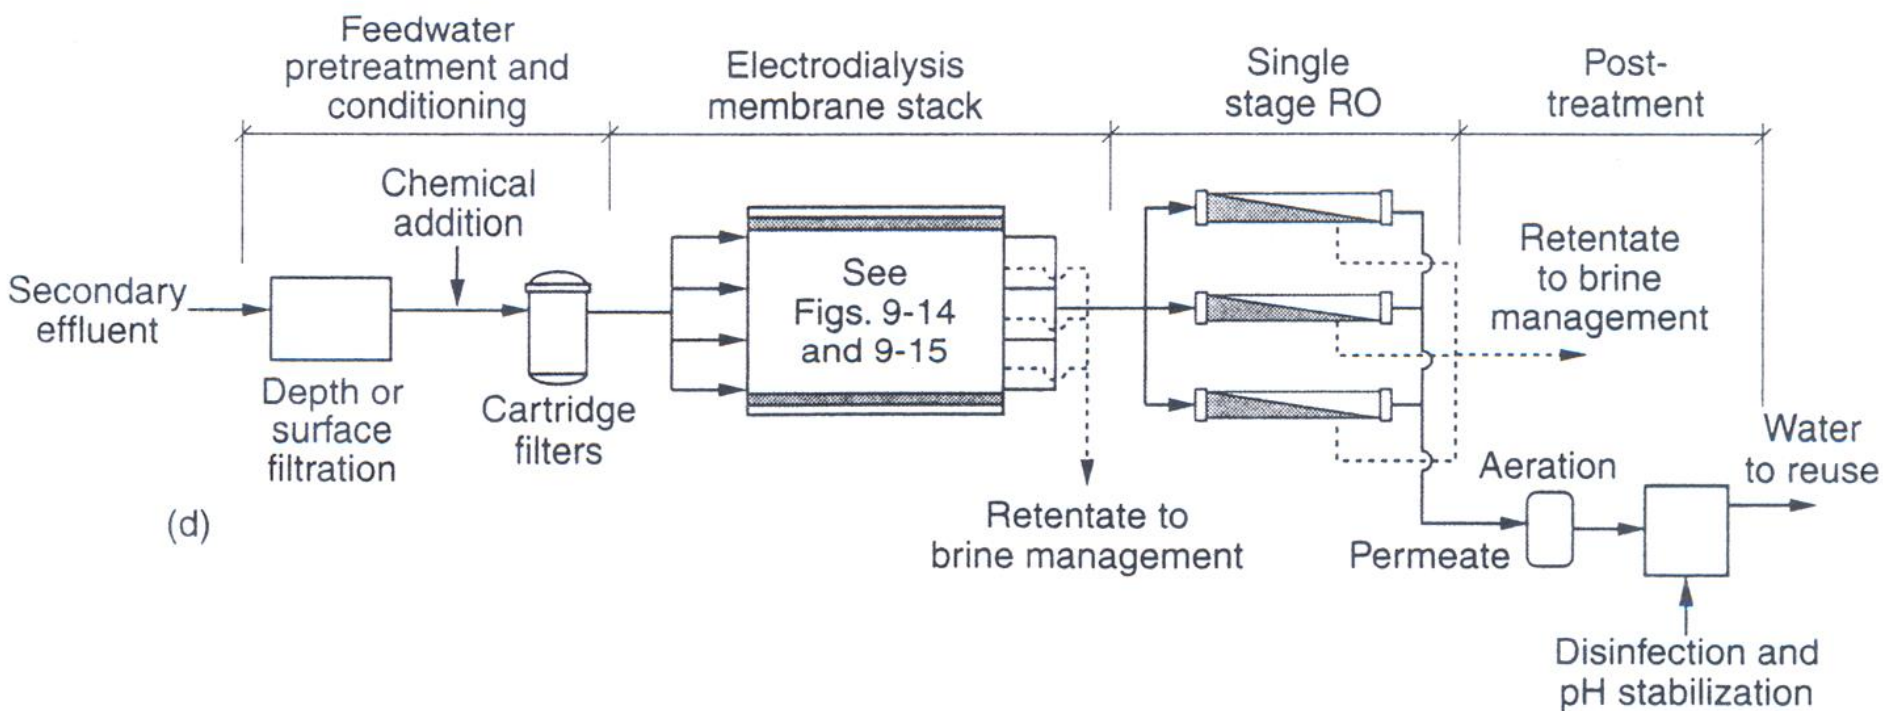 Feedwater
pretreatment and
conditioning
Electrodialysis
membrane stack
Single
stage RO
Post-
treatment
Chemical
addition
Secondary
effluent
Depth or
surface
filtration
Cartridge
filters
See
Figs. 9-14
and 9-15
Retentate to
brine management
Retentate
to brine
management
Permeate
Aeration
Water
to reuse
Disinfection and
pH stabilization
(d)